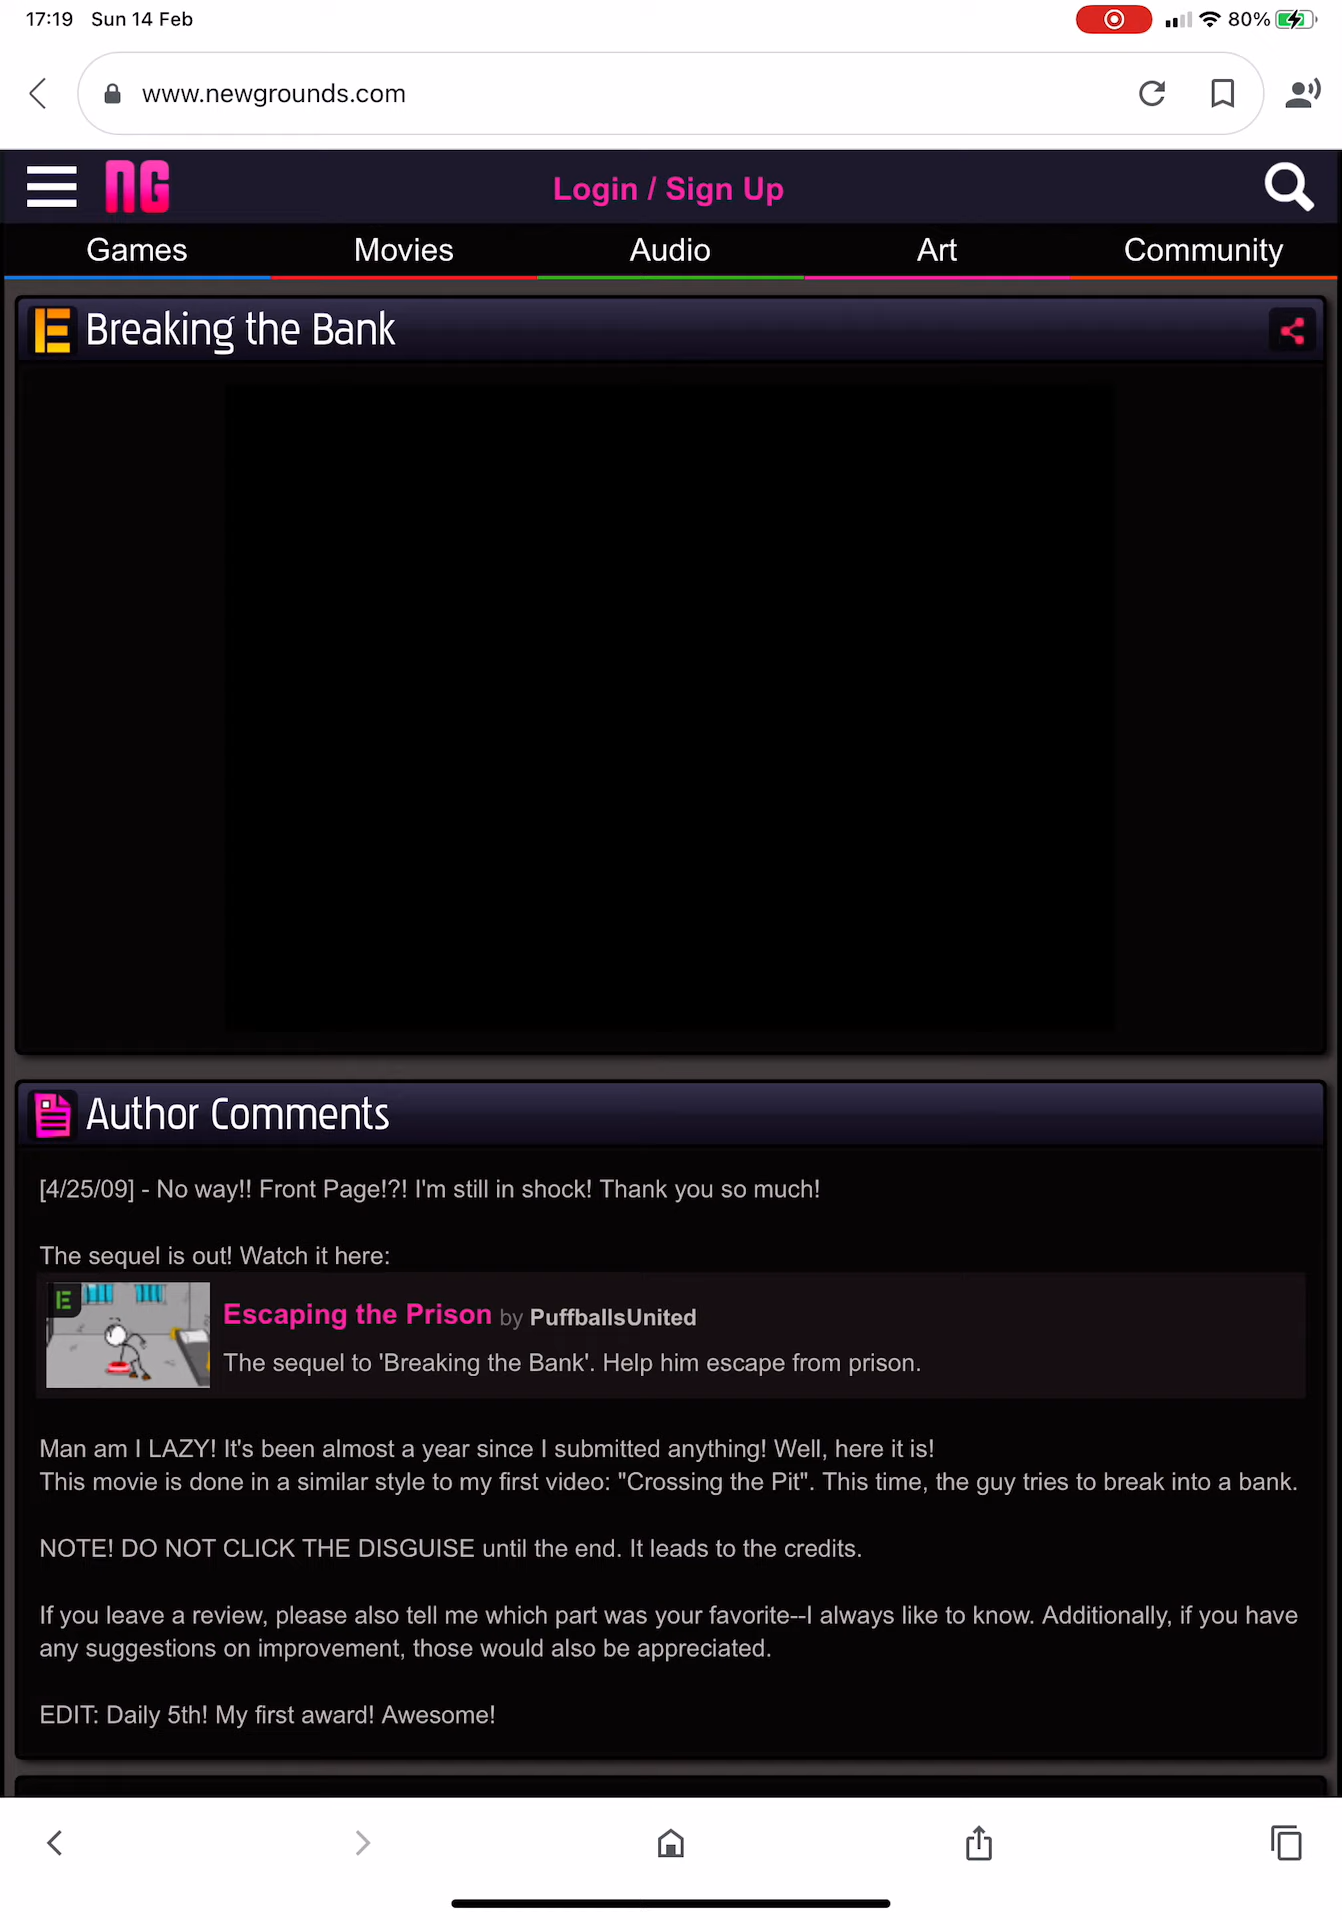 17:19 Sun 14 Feb
80%
www.newgrounds.com
NG
Login / Sign Up
Games Movies Audio Art Community
E Breaking the Bank
Author Comments
[4/25/09] - No way!! Front Page!?! I'm still in shock! Thank you so much!
The sequel is out! Watch it here:
E
Escaping the Prison by PuffballsUnited
The sequel to 'Breaking the Bank'. Help him escape from prison.
Man am I LAZY! It's been almost a year since I submitted anything! Well, here it is!
This movie is done in a similar style to my first video: "Crossing the Pit". This time, the guy tries to break into a bank.
NOTE! DO NOT CLICK THE DISGUISE until the end. It leads to the credits.
If you leave a review, please also tell me which part was your favorite--I always like to know. Additionally, if you have
any suggestions on improvement, those would also be appreciated.
EDIT: Daily 5th! My first award! Awesome!